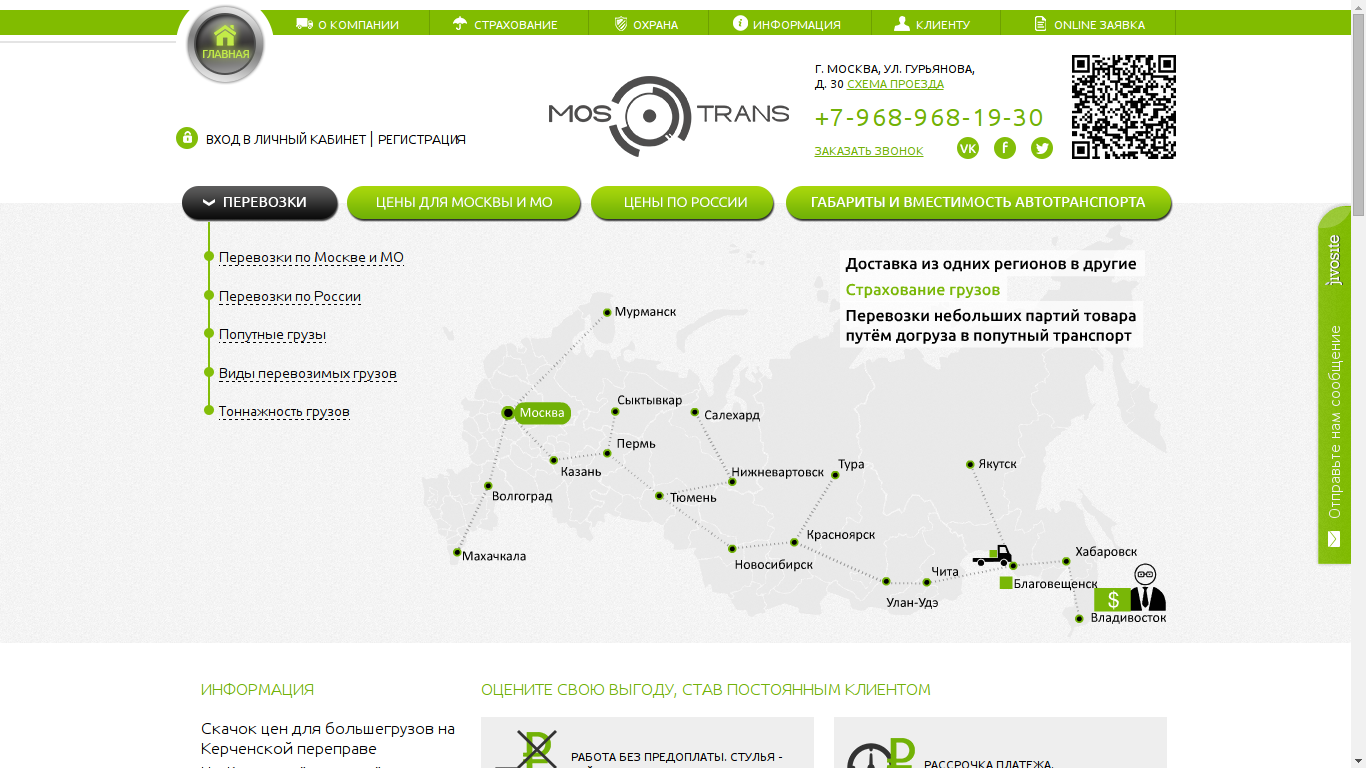 О КОМПАНИИ
СТРАХОВАНИЕ
ОХРАНА
ИНФОРМАЦИЯ
КЛИЕНТУ
ONLINE ЗАЯВКА
ГЛАВНАЯ
ВХОД В ЛИЧНЫЙ КАБИНЕТ | РЕГИСТРАЦИЯ
MOS TRANS
Г. МОСКВА, УЛ. ГУРЬЯНОВА,
Д. 30 СХЕМА ПРОЕЗДА
+7-968-968-19-30
ЗАКАЗАТЬ ЗВОНОК
ПЕРЕВОЗКИ
ЦЕНЫ ДЛЯ МОСКВЫ И МО
ЦЕНЫ ПО РОССИИ
ГАБАРИТЫ И ВМЕСТИМОСТЬ АВТОТРАНСПОРТА
Перевозки по Москве и МО
Перевозки по России
Попутные грузы
Виды перевозимых грузов
Тоннажность грузов
Доставка из одних регионов в другие
Страхование грузов
Перевозки небольших партий товара
путём догруза в попутный транспорт
Мурманск
Москва
Сыктывкар
Салехард
Пермь
Казань
Нижневартовск
Тура
Якутск
Волгоград
Тюмень
Красноярск
Махачкала
Новосибирск
Чита
Улан-Удэ
Благовещенск
Хабаровск
$
Владивосток
jivosite
Отправьте нам сообщение
ИНФОРМАЦИЯ
Скачок цен для большегрузов на
Керченской переправе
ОЦЕНИТЕ СВОЮ ВЫГОДУ, СТАВ ПОСТОЯННЫМ КЛИЕНТОМ
РАБОТА БЕЗ ПРЕДОПЛАТЫ. СТУЛЬЯ -
РАССРОЧКА ПЛАТЕЖА.